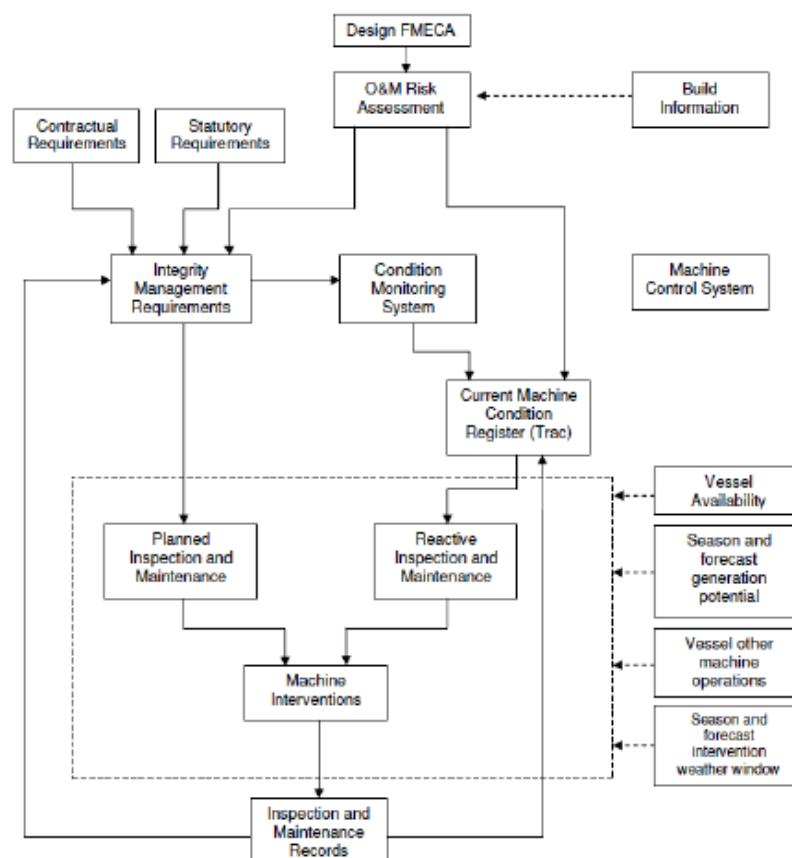 Design FMECA
O&M Risk
Assessment
Build
Information
Contractual
Requirements
Statutory
Requirements
Integrity
Management
Requirements
Condition
Monitoring
System
Machine
Control System
Current Machine
Condition
Register (Trac)
Vessel
Availability
Planned
Inspection and
Maintenance
Reactive
Inspection and
Maintenance
Season and
forecast
generation
potential
Vessel other
machine
operations
Machine
Interventions
Season and
forecast
intervention
weather window
Inspection and
Maintenance
Records